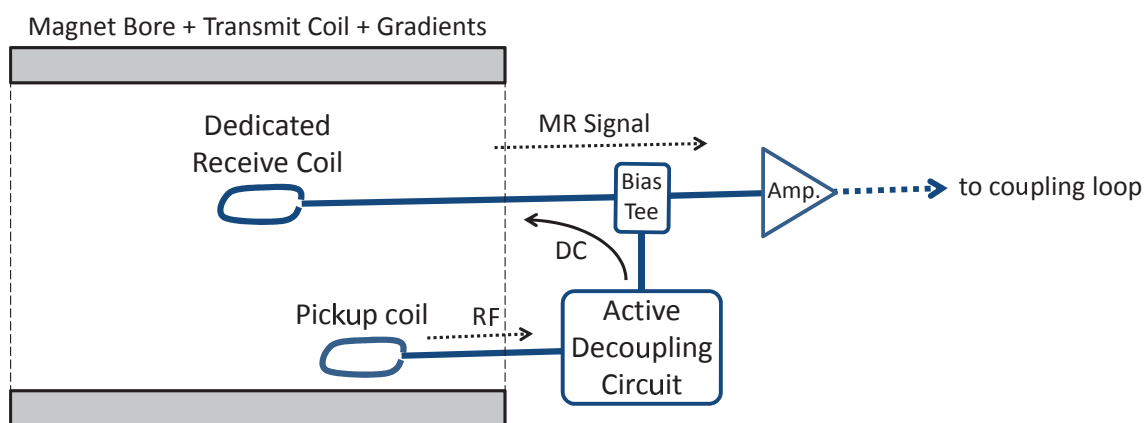 Magnet Bore + Transmit Coil + Gradients
Dedicated
Receive Coil
MR Signal
Bias
Tee
Amp.
to coupling loop
DC
Pickup coil
RF
Active
Decoupling
Circuit